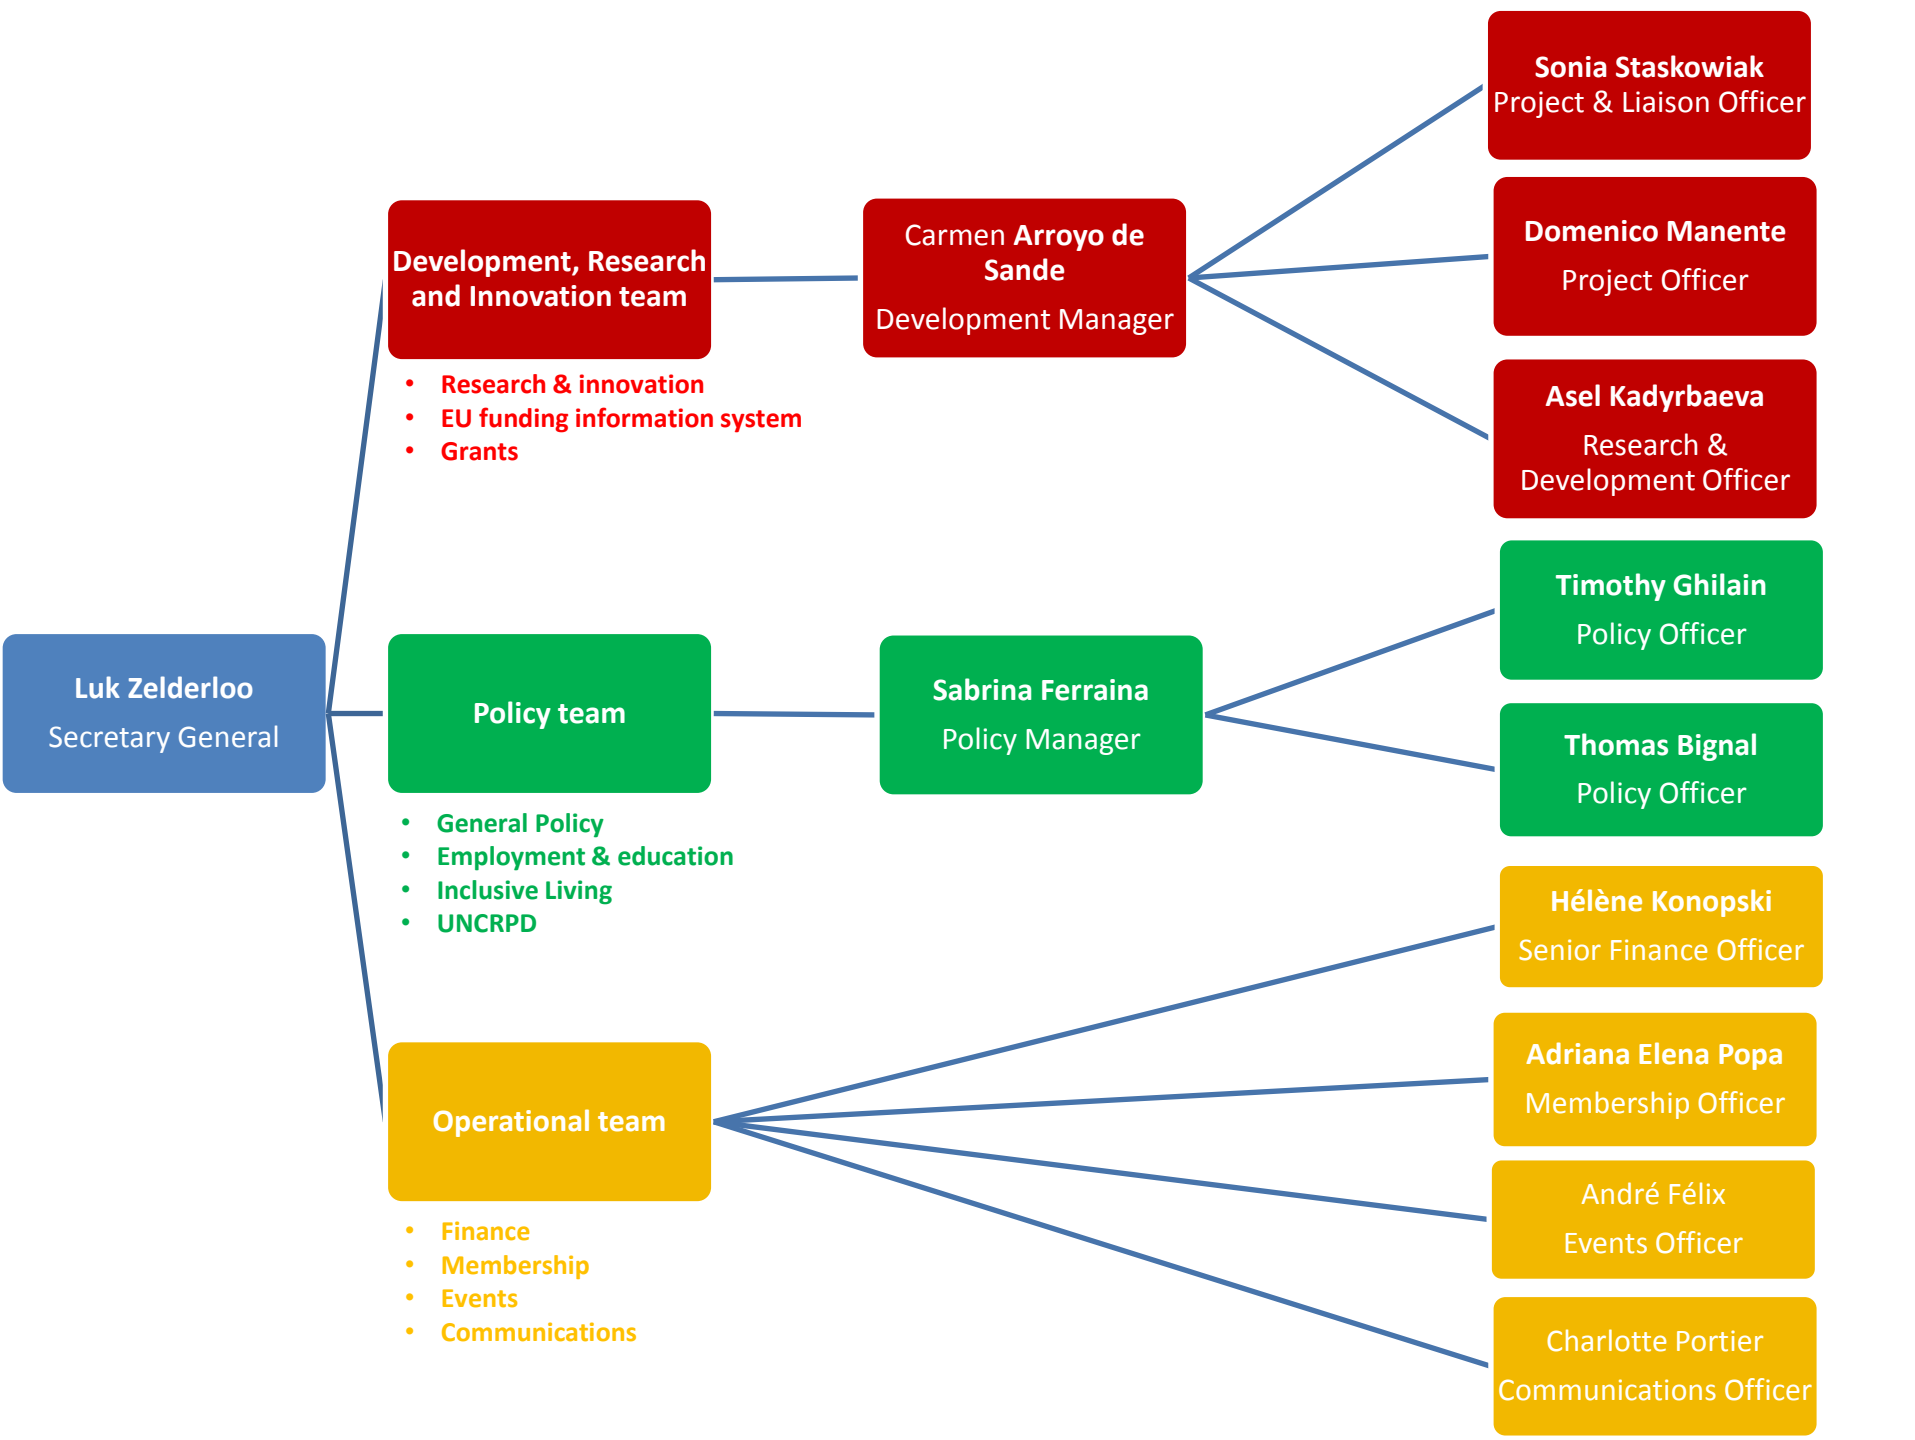 Sonia Staskowiak
Project & Liaison Officer
Domenico Manente
Project Officer
Development, Research
and Innovation team
Carmen Arroyo de
Sande
Development Manager
• Research & innovation
• EU funding information system
• Grants
Asel Kadyrbaeva
Research &
Development Officer
Luk Zelderloo
Secretary General
Policy team
Sabrina Ferraina
Policy Manager
Timothy Ghilain
Policy Officer
Thomas Bignal
Policy Officer
• General Policy
• Employment & education
• Inclusive Living
• UNCRPD
Hélène Konopski
Senior Finance Officer
Operational team
Adriana Elena Popa
Membership Officer
André Félix
Events Officer
• Finance
• Membership
• Events
• Communications
Charlotte Portier
Communications Officer